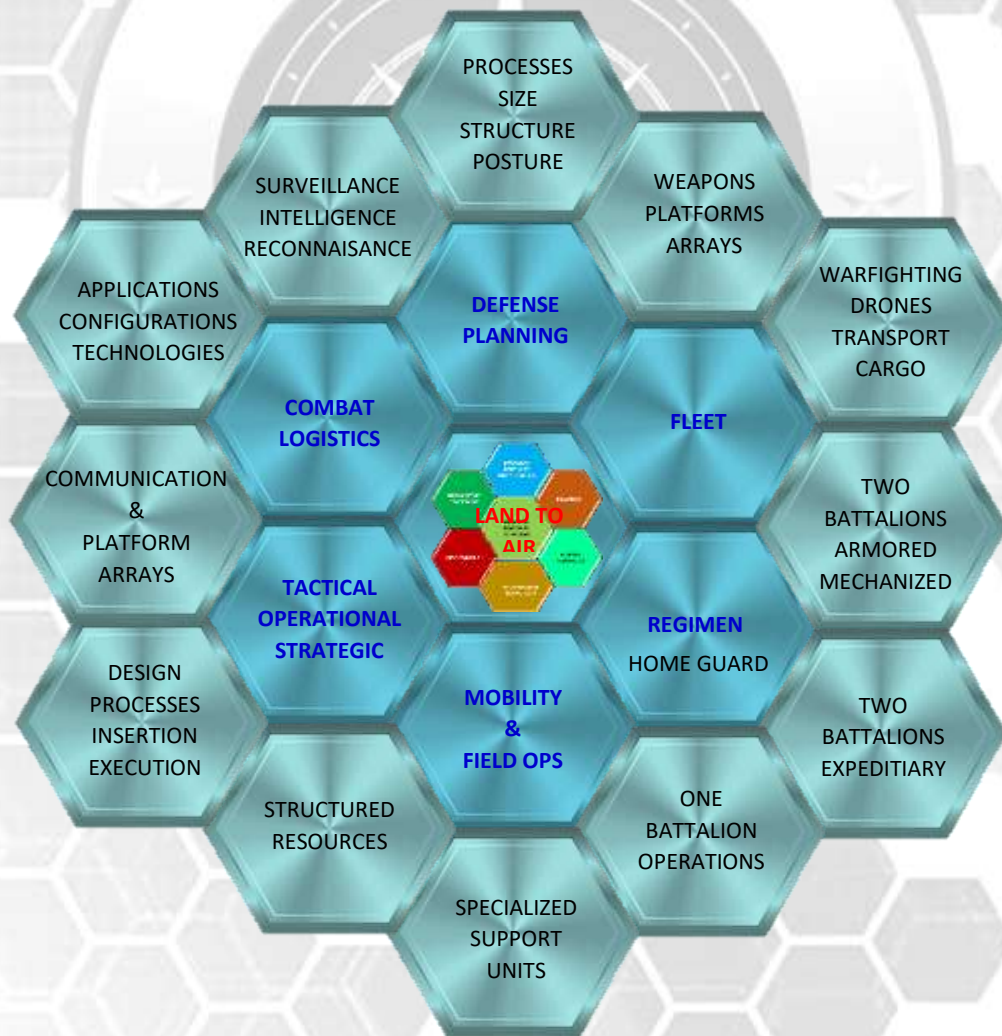 PROCESSES
SIZE
STRUCTURE
POSTURE
SURVEILLANCE
INTELLIGENCE
RECONNAISANCE
WEAPONS
PLATFORMS
ARRAYS
APPLICATIONS
CONFIGURATIONS
TECHNOLOGIES
DEFENSE
PLANNING
WARFIGHTING
DRONES
TRANSPORT
CARGO
COMBAT
LOGISTICS
FLEET
COMMUNICATION
&
PLATFORM
ARRAYS
LAND TO
AIR
TWO
BATTALIONS
ARMORED
MECHANIZED
TACTICAL
OPERATIONAL
STRATEGIC
REGIMEN
HOME GUARD
DESIGN
PROCESSES
INSERTION
EXECUTION
MOBILITY
&
FIELD OPS
TWO
BATTALIONS
EXPEDITIARY
STRUCTURED
RESOURCES
ONE
BATTALION
OPERATIONS
SPECIALIZED
SUPPORT
UNITS